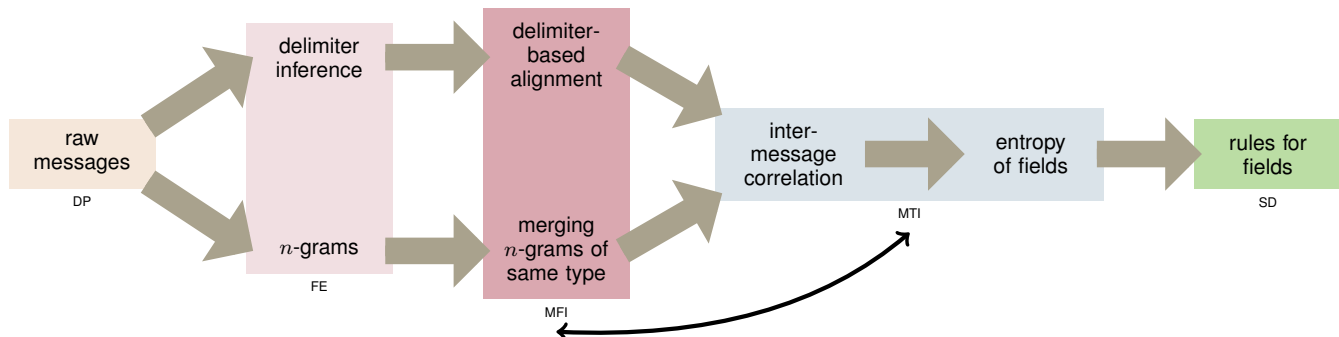 raw
messages
DP
delimiter
inference
n-grams
FE
delimiter-
based
alignment
merging
n-grams of
same type
MFI
inter-
message
correlation
entropy
of fields
MTI
rules for
fields
SD